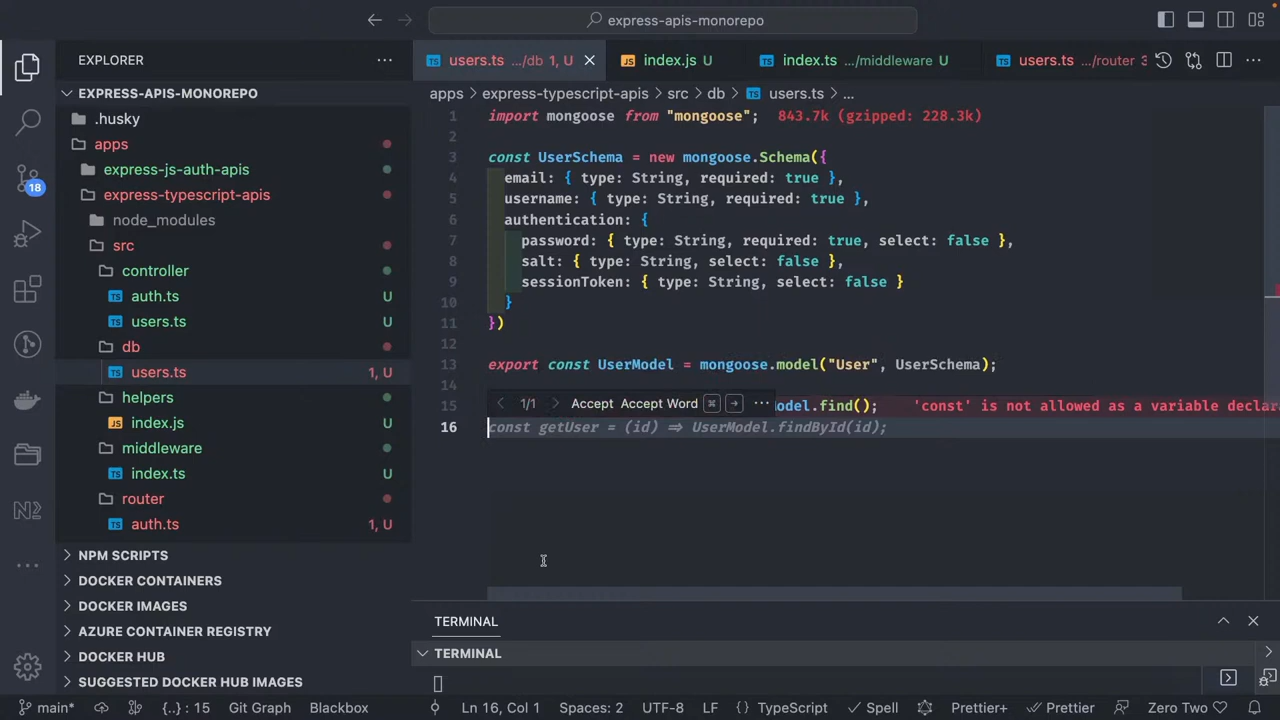 express-apis-monorepo
EXPLORER
users.ts .../db 1, U
index.js U
index.ts .../middleware U
users.ts .../router 3
EXPRESS-APIS-MONOREPO
.husky
apps
express-js-auth-apis
express-typescript-apis
node_modules
src
controller
auth.ts U
users.ts U
db
users.ts 1, U
helpers
index.js U
middleware
index.ts U
router
auth.ts 1, U
NPM SCRIPTS
DOCKER CONTAINERS
DOCKER IMAGES
AZURE CONTAINER REGISTRY
DOCKER HUB
SUGGESTED DOCKER HUB IMAGES
18
apps > express-typescript-apis > src > db > users.ts > ...
1 import mongoose from "mongoose"; 843.7k (gzipped: 228.3k)
2
3 const UserSchema = new mongoose.Schema({
4 email: { type: String, required: true },
5 username: { type: String, required: true },
6 authentication: {
7 password: { type: String, required: true, select: false },
8 salt: { type: String, select: false },
9 sessionToken: { type: String, select: false }
10 }
11 })
12
13 export const UserModel = mongoose.model("User", UserSchema);
14
1/1 Accept Accept Word ⌘ → ...
15 odel.find(); 'const' is not allowed as a variable declar
16 const getUser = (id) => UserModel.findById(id);
TERMINAL
TERMINAL
main* {..} : 15 Git Graph Blackbox Ln 16, Col 1 Spaces: 2 UTF-8 LF TypeScript Spell Prettier+ Prettier Zero Two